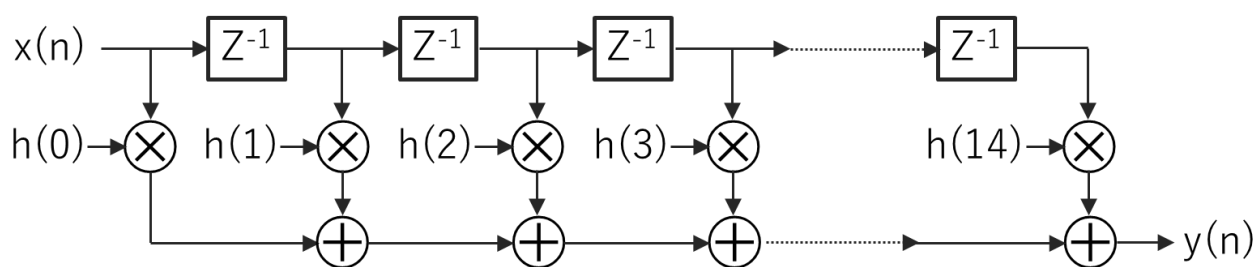 x(n) Z⁻¹ Z⁻¹ Z⁻¹ Z⁻¹
h(0) h(1) h(2) h(3) h(14)
y(n)